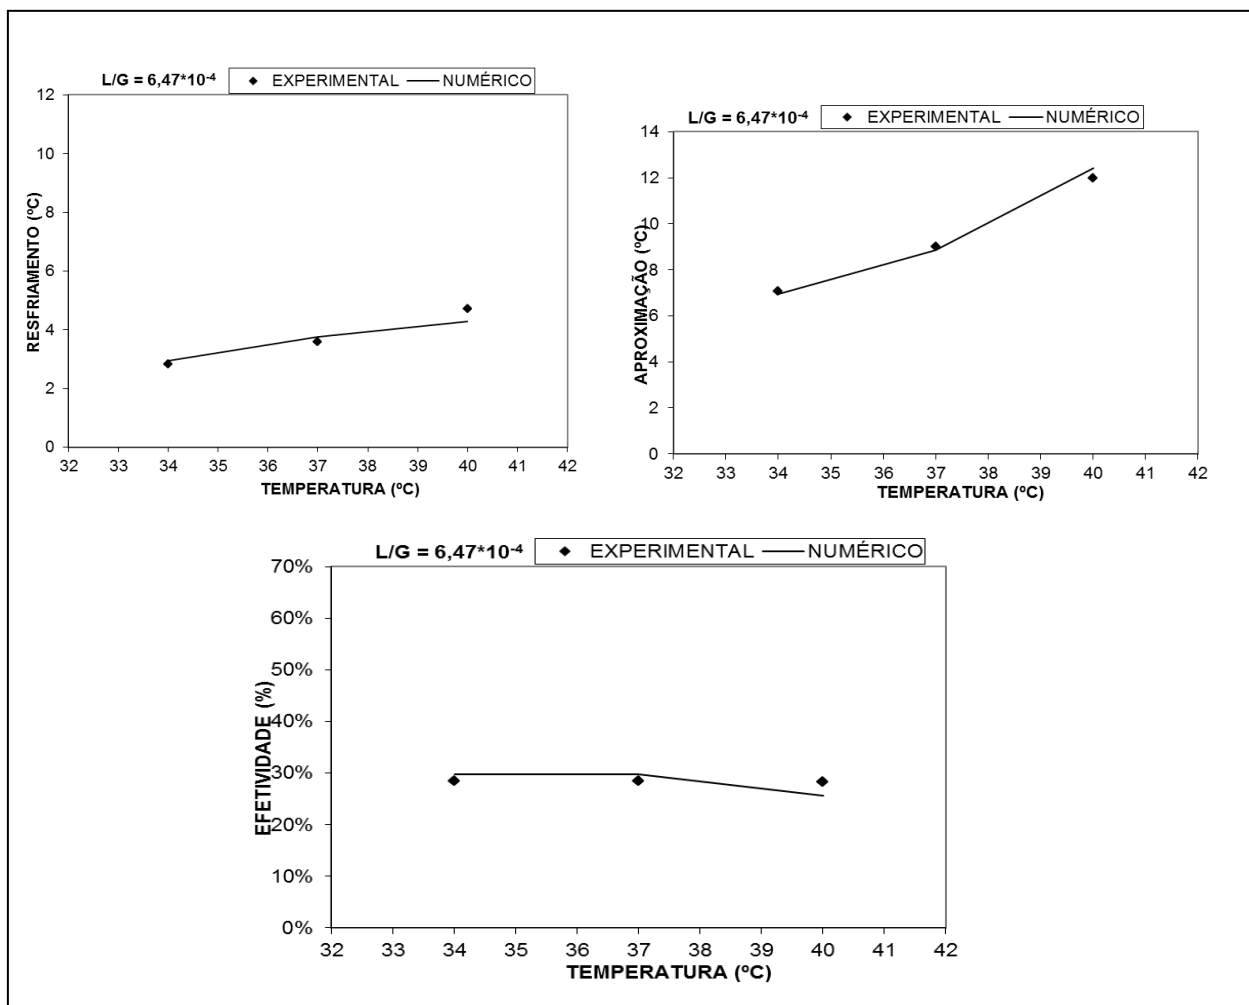 L/G = 6,47*10⁻⁴ EXPERIMENTAL NUMÉRICO
RESFRIAMENTO (ºC)
12
10
8
6
4
2
0
32 33 34 35 36 37 38 39 40 41 42
TEMPERATURA (ºC)
L/G = 6,47*10⁻⁴ EXPERIMENTAL NUMÉRICO
APROXIMAÇÃO (ºC)
14
12
10
8
6
4
2
0
32 33 34 35 36 37 38 39 40 41 42
TEMPERATURA (ºC)
L/G = 6,47*10⁻⁴ EXPERIMENTAL NUMÉRICO
EFETIVIDADE (%)
70%
60%
50%
40%
30%
20%
10%
0%
32 33 34 35 36 37 38 39 40 41 42
TEMPERATURA (ºC)